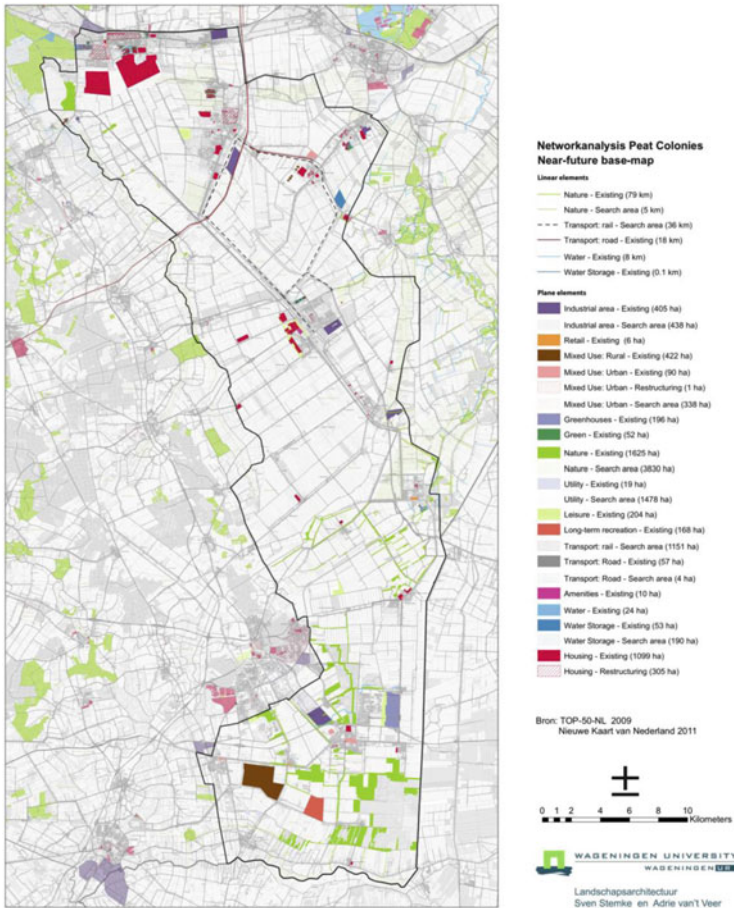 Networkanalysis Peat Colonies
Near-future base-map
Linear elements
Nature - Existing (79 km)
Nature - Search area (5 km)
Transport: rail - Search area (36 km)
Transport: road - Existing (18 km)
Water - Existing (8 km)
Water Storage - Existing (0.1 km)
Plane elements
Industrial area - Existing (405 ha)
Industrial area - Search area (438 ha)
Retail - Existing (6 ha)
Mixed Use: Rural - Existing (422 ha)
Mixed Use: Urban - Existing (90 ha)
Mixed Use: Urban - Restructuring (1 ha)
Mixed Use: Urban - Search area (338 ha)
Greenhouses - Existing (196 ha)
Green - Existing (52 ha)
Nature - Existing (1625 ha)
Nature - Search area (3830 ha)
Utility - Existing (19 ha)
Utility - Search area (1478 ha)
Leisure - Existing (204 ha)
Long-term recreation - Existing (168 ha)
Transport: rail - Search area (1151 ha)
Transport: Road - Existing (57 ha)
Transport: Road - Search area (4 ha)
Amenities - Existing (10 ha)
Water - Existing (24 ha)
Water Storage - Existing (53 ha)
Water Storage - Search area (190 ha)
Housing - Existing (1099 ha)
Housing - Restructuring (305 ha)
Bron: TOP-50-NL 2009
Nieuwe Kaart van Nederland 2011
0 1 2 4 6 8 10
Kilometers
WAGENINGEN UNIVERSITY
WAGENINGEN UR
Landschapsarchitectuur
Sven Stemke en Adrie van't Veer